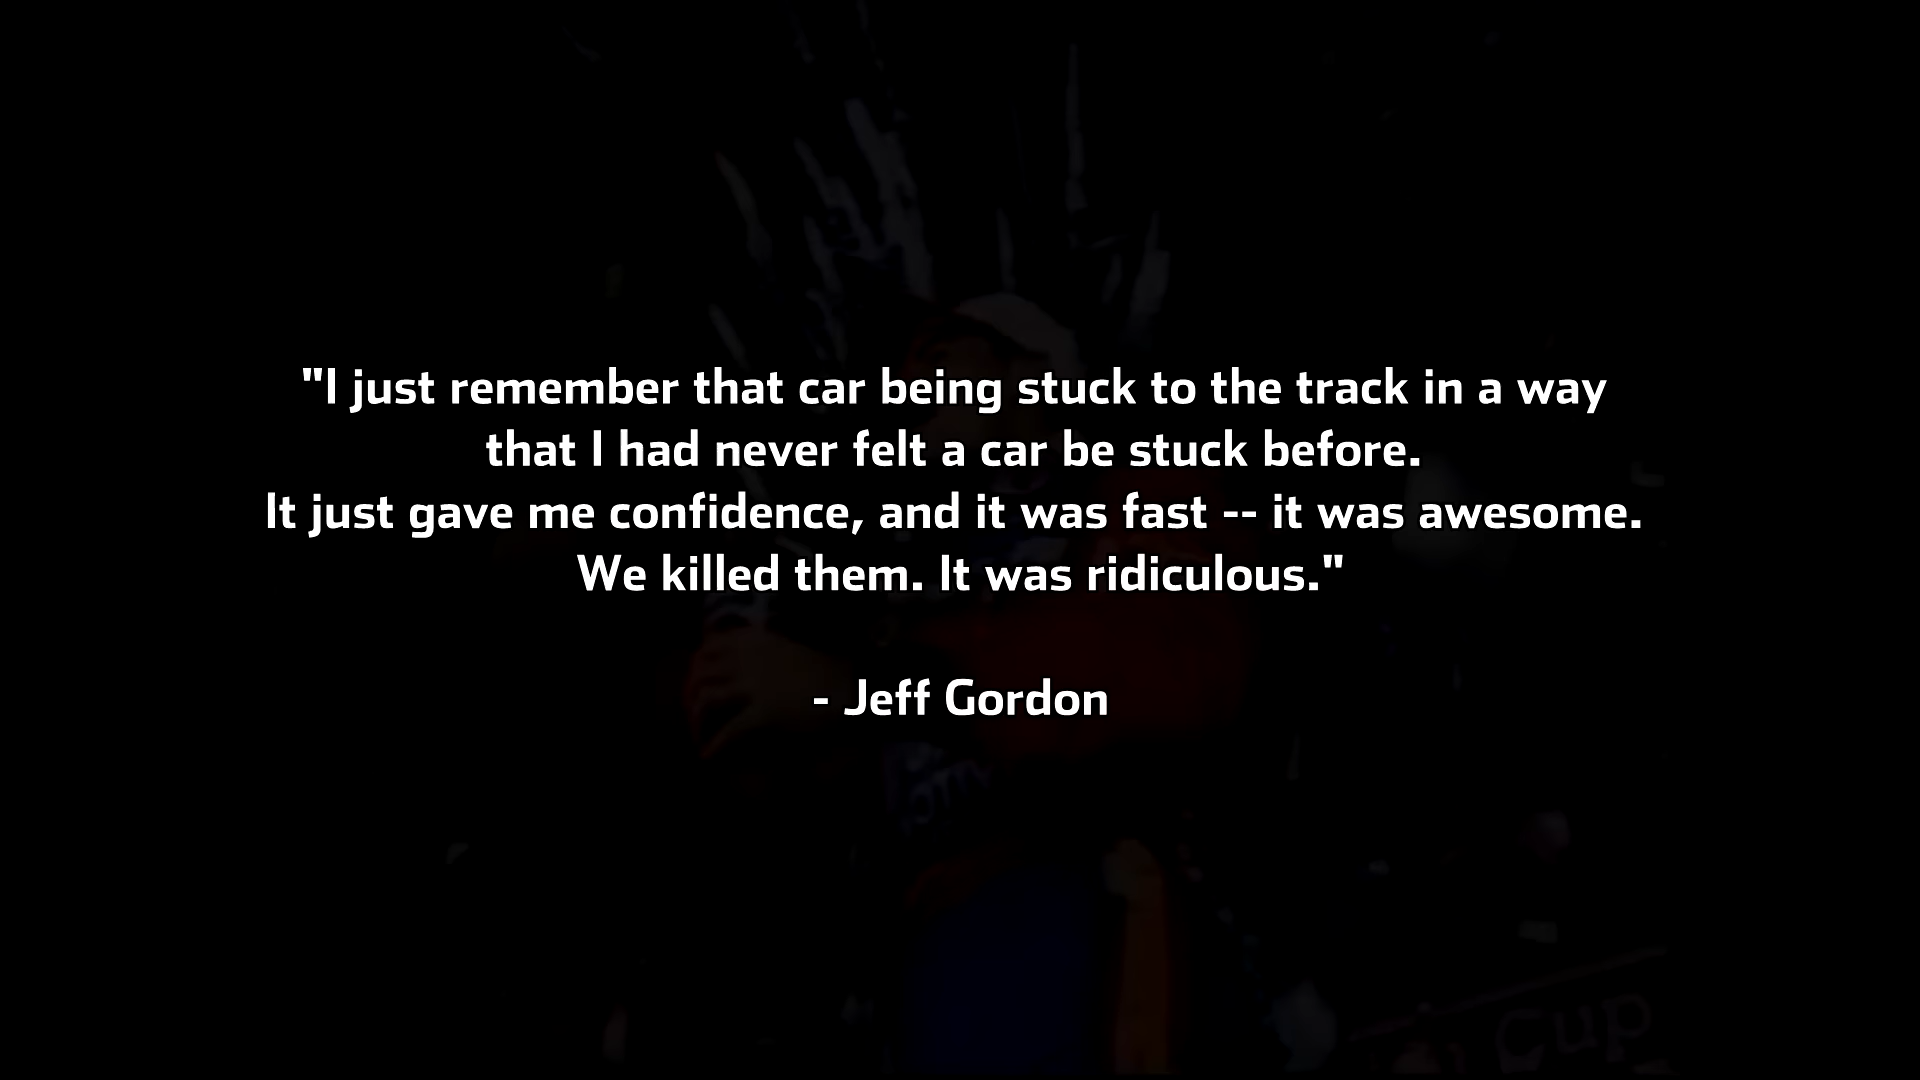 "I just remember that car being stuck to the track in a way
that I had never felt a car be stuck before.
It just gave me confidence, and it was fast -- it was awesome.
We killed them. It was ridiculous."
- Jeff Gordon
Cup